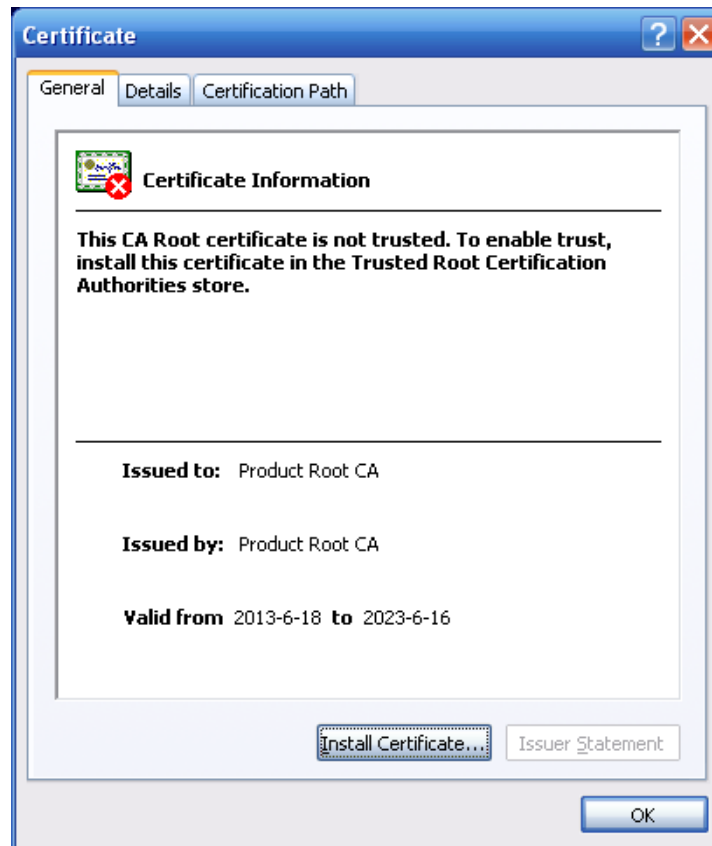 Certificate
General
Details
Certification Path
Certificate Information
This CA Root certificate is not trusted. To enable trust,
install this certificate in the Trusted Root Certification
Authorities store.
Issued to: Product Root CA
Issued by: Product Root CA
Valid from 2013-6-18 to 2023-6-16
Install Certificate...
Issuer Statement
OK